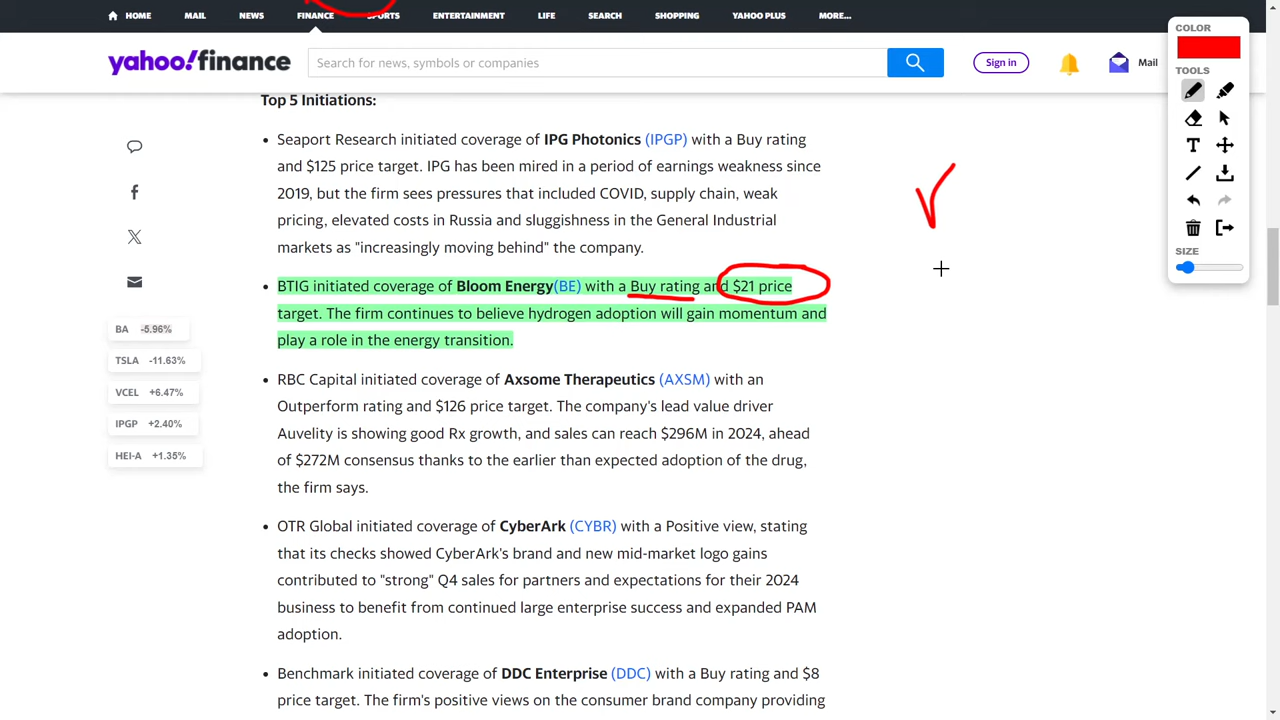 HOME MAIL NEWS FINANCE SPORTS ENTERTAINMENT LIFE SEARCH SHOPPING YAHOO PLUS MORE...
yahoo!finance Search for news, symbols or companies Sign in Mail
COLOR
TOOLS
T
SIZE
Top 5 Initiations:
• Seaport Research initiated coverage of IPG Photonics (IPGP) with a Buy rating
and $125 price target. IPG has been mired in a period of earnings weakness since
2019, but the firm sees pressures that included COVID, supply chain, weak
pricing, elevated costs in Russia and sluggishness in the General Industrial
markets as "increasingly moving behind" the company.
• BTIG initiated coverage of Bloom Energy(BE) with a Buy rating and $21 price
target. The firm continues to believe hydrogen adoption will gain momentum and
play a role in the energy transition.
• RBC Capital initiated coverage of Axsome Therapeutics (AXSM) with an
Outperform rating and $126 price target. The company's lead value driver
Auvelity is showing good Rx growth, and sales can reach $296M in 2024, ahead
of $272M consensus thanks to the earlier than expected adoption of the drug,
the firm says.
• OTR Global initiated coverage of CyberArk (CYBR) with a Positive view, stating
that its checks showed CyberArk's brand and new mid-market logo gains
contributed to "strong" Q4 sales for partners and expectations for their 2024
business to benefit from continued large enterprise success and expanded PAM
adoption.
• Benchmark initiated coverage of DDC Enterprise (DDC) with a Buy rating and $8
price target. The firm's positive views on the consumer brand company providing
BA -5.96%
TSLA -11.63%
VCEL +6.47%
IPGP +2.40%
HEI-A +1.35%